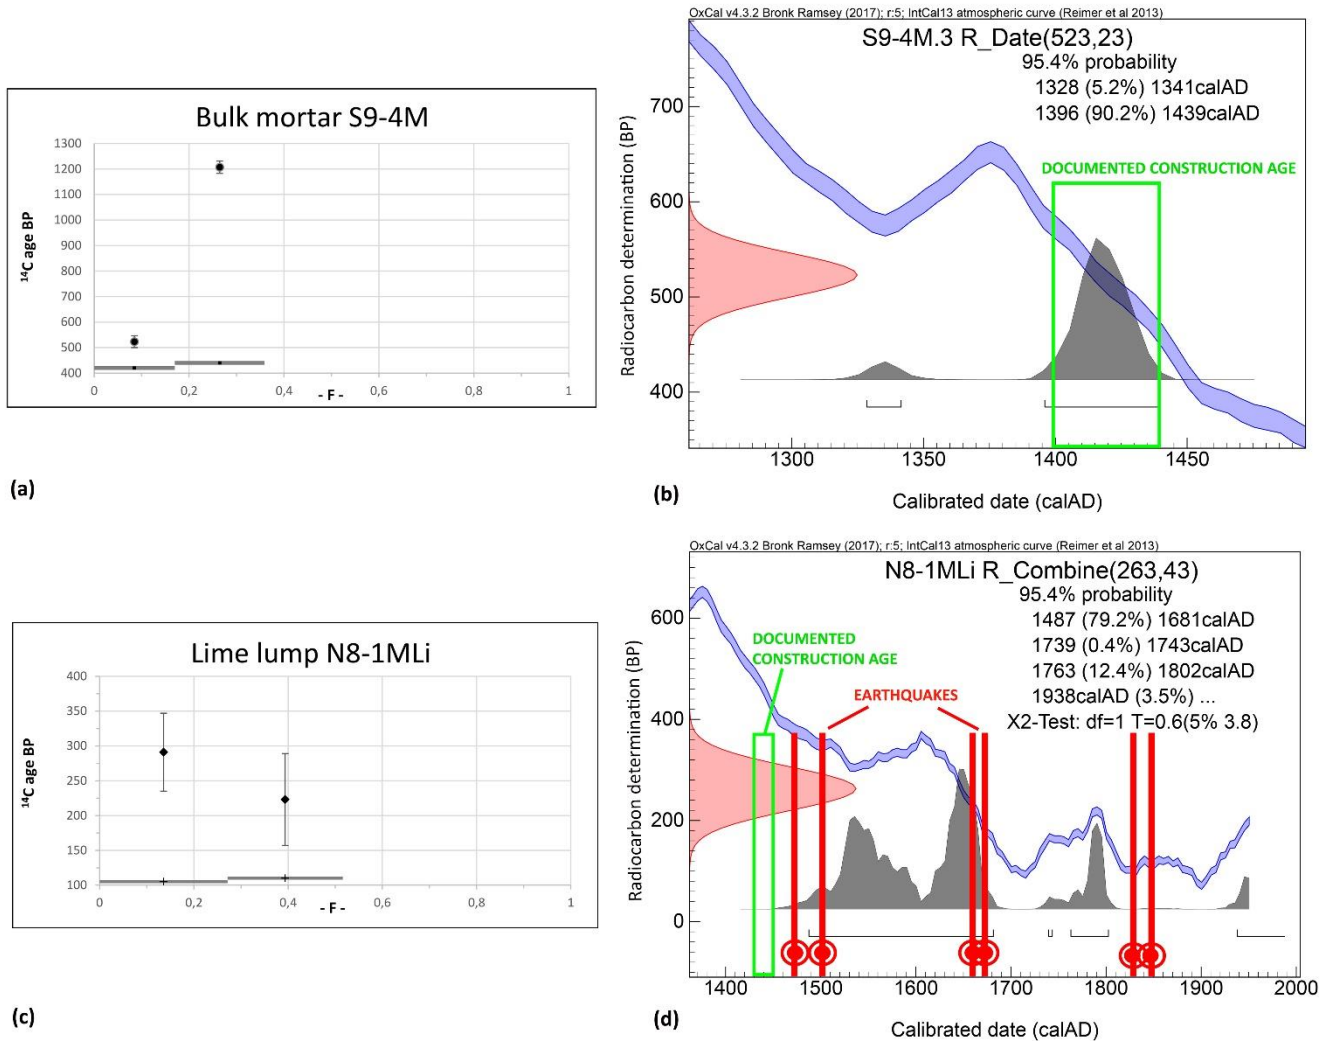 Bulk mortar S9-4M
¹⁴C age BP
1300
1200
1100
1000
900
800
700
600
500
400
0
0,2
0,4
0,6
0,8
1
- F -
(a)
OxCal v4.3.2 Bronk Ramsey (2017); r:5; IntCal13 atmospheric curve (Reimer et al 2013)
S9-4M.3 R_Date(523,23)
95.4% probability
1328 (5.2%) 1341calAD
1396 (90.2%) 1439calAD
DOCUMENTED CONSTRUCTION AGE
Radiocarbon determination (BP)
700
600
500
400
1300
1350
1400
1450
Calibrated date (calAD)
(b)
Lime lump N8-1MLi
¹⁴C age BP
400
350
300
250
200
150
100
0
0,2
0,4
0,6
0,8
1
- F -
(c)
OxCal v4.3.2 Bronk Ramsey (2017); r:5; IntCal13 atmospheric curve (Reimer et al 2013)
N8-1MLi R_Combine(263,43)
95.4% probability
1487 (79.2%) 1681calAD
1739 (0.4%) 1743calAD
1763 (12.4%) 1802calAD
1938calAD (3.5%) ...
X2-Test: df=1 T=0.6(5% 3.8)
DOCUMENTED
CONSTRUCTION AGE
EARTHQUAKES
Radiocarbon determination (BP)
600
400
200
0
1400
1500
1600
1700
1800
1900
2000
Calibrated date (calAD)
(d)